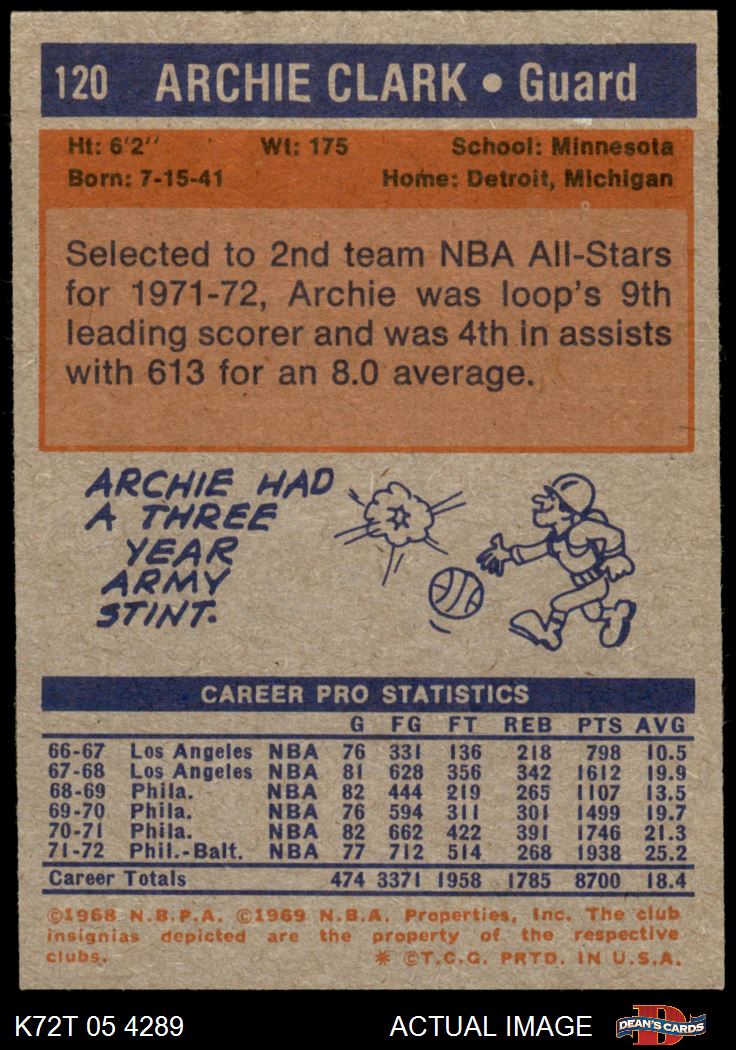 120 ARCHIE CLARK • Guard
Ht: 6'2" Wt: 175 School: Minnesota
Born: 7-15-41 Home: Detroit, Michigan
Selected to 2nd team NBA All-Stars
for 1971-72, Archie was loop's 9th
leading scorer and was 4th in assists
with 613 for an 8.0 average.
ARCHIE HAD
A THREE
YEAR
ARMY
STINT.
CAREER PRO STATISTICS
G FG FT REB PTS AVG
66-67 Los Angeles NBA 76 331 136 218 798 10.5
67-68 Los Angeles NBA 81 628 356 342 1612 19.9
68-69 Phila. NBA 82 444 219 265 1107 13.5
69-70 Phila. NBA 76 594 311 301 1499 19.7
70-71 Phila. NBA 82 662 422 391 1746 21.3
71-72 Phil.-Balt. NBA 77 712 514 268 1938 25.2
Career Totals 474 3371 1958 1785 8700 18.4
©1968 N.B.P.A. ©1969 N.B.A. Properties, Inc. The club
insignias depicted are the property of the respective
clubs. * ©T.C.G. PRTD. IN U.S.A.
K72T 05 4289 ACTUAL IMAGE D DEAN'S CARDS